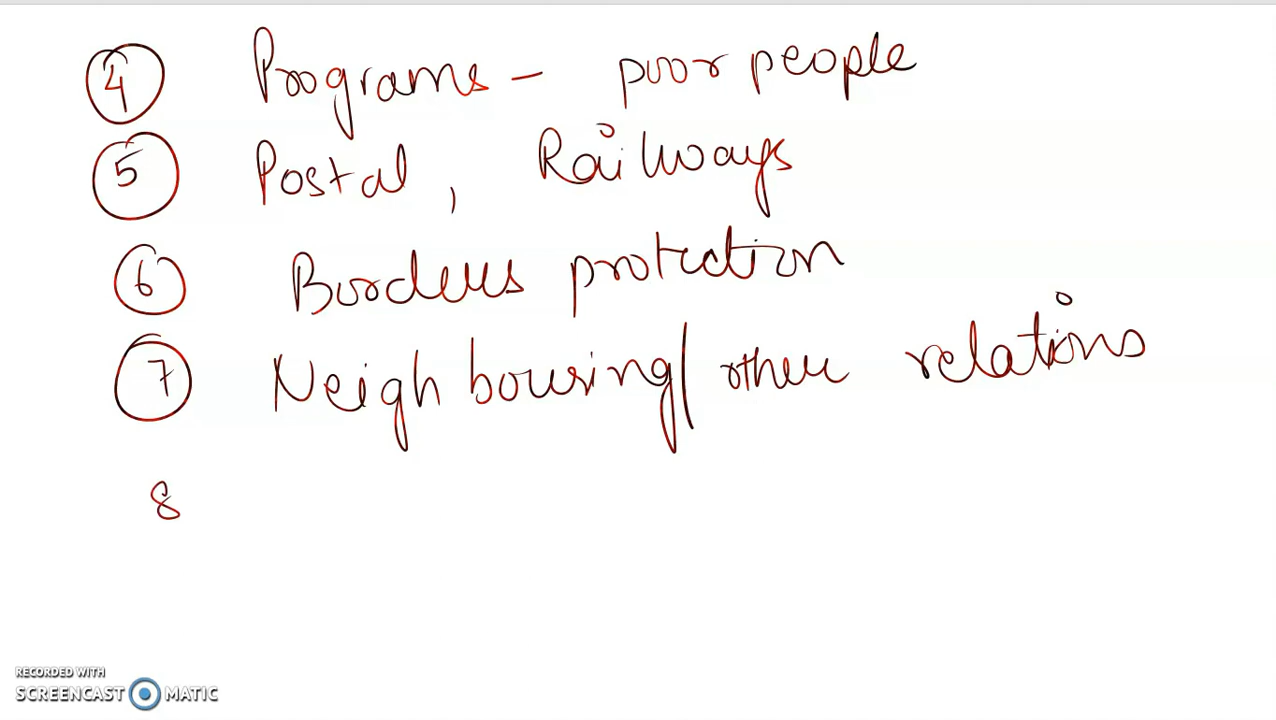 4 Programs - poor people
5 Postal, Railways
6 Borders protection
7 Neighbouring/other relations
8
RECORDED WITH
SCREENCAST MATIC